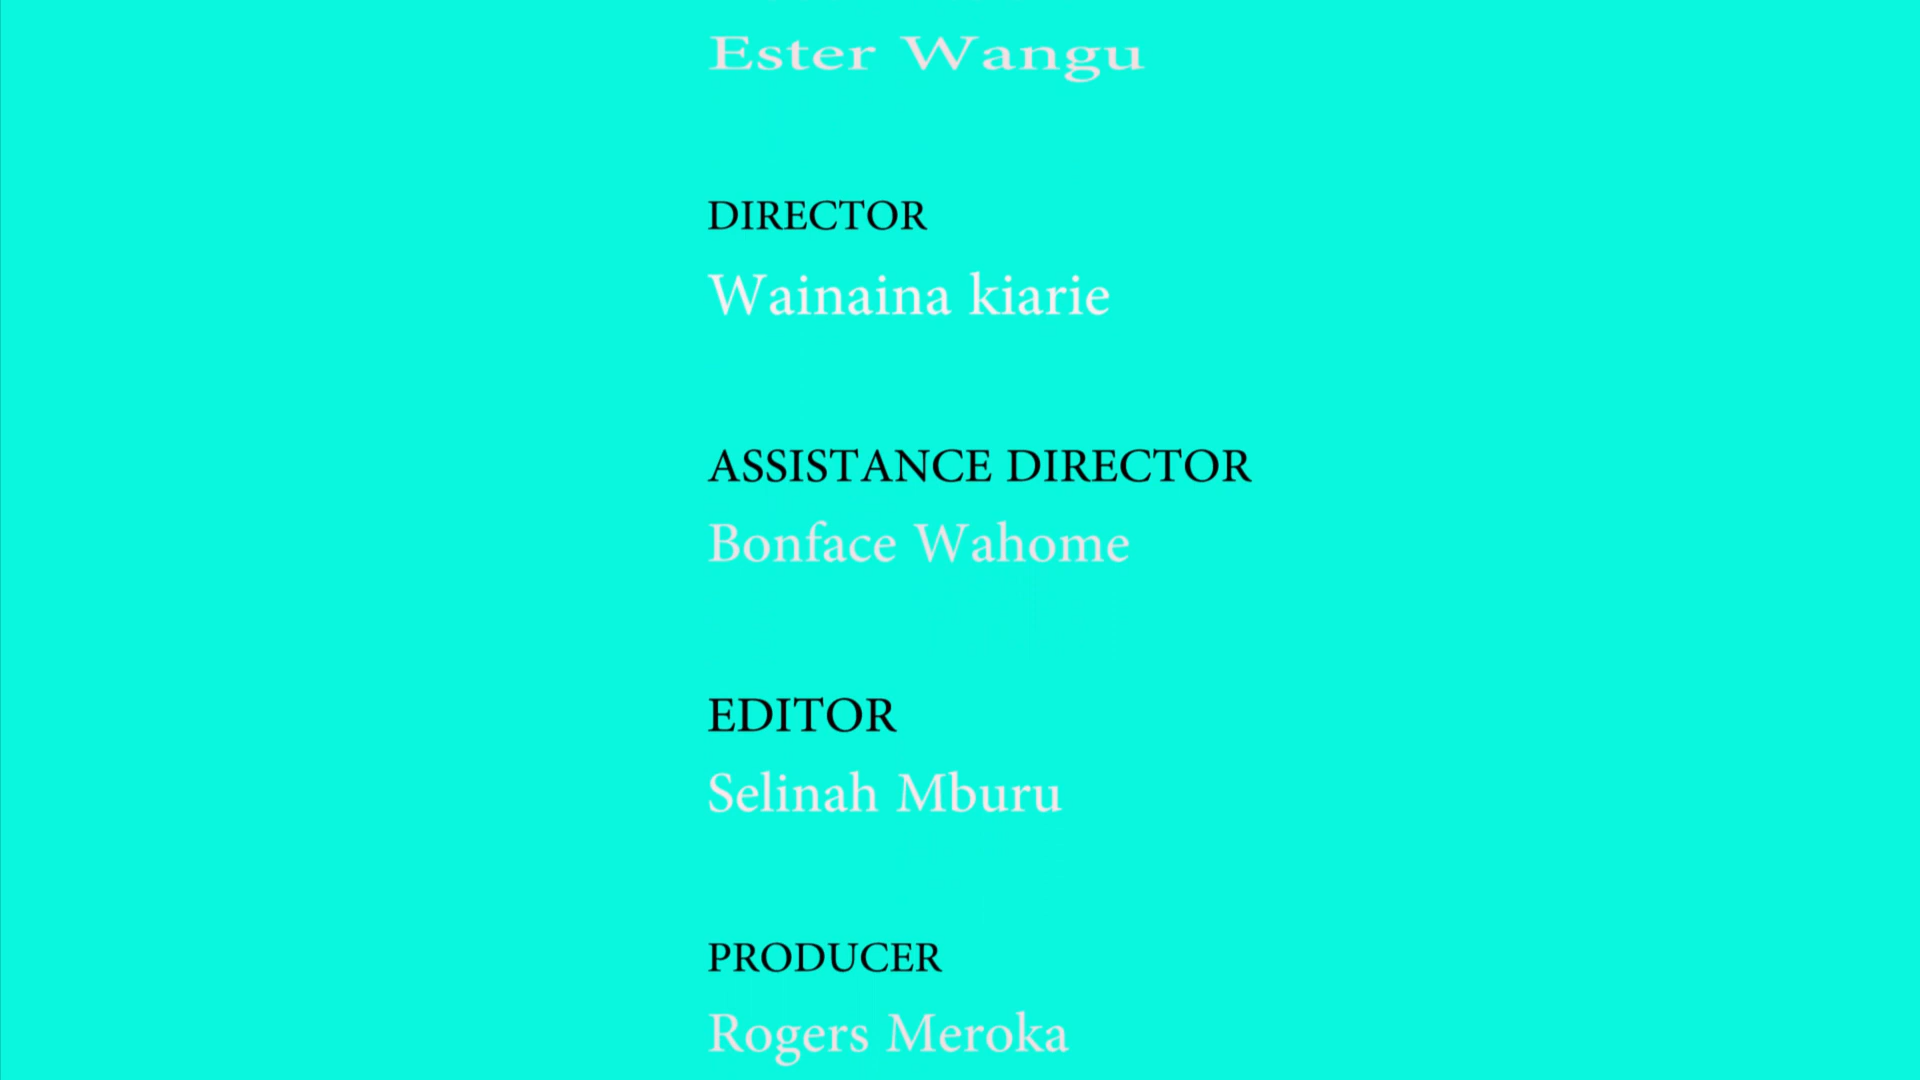 Ester Wangu
DIRECTOR
Wainaina kiarie
ASSISTANCE DIRECTOR
Bonface Wahome
EDITOR
Selinah Mburu
PRODUCER
Rogers Meroka